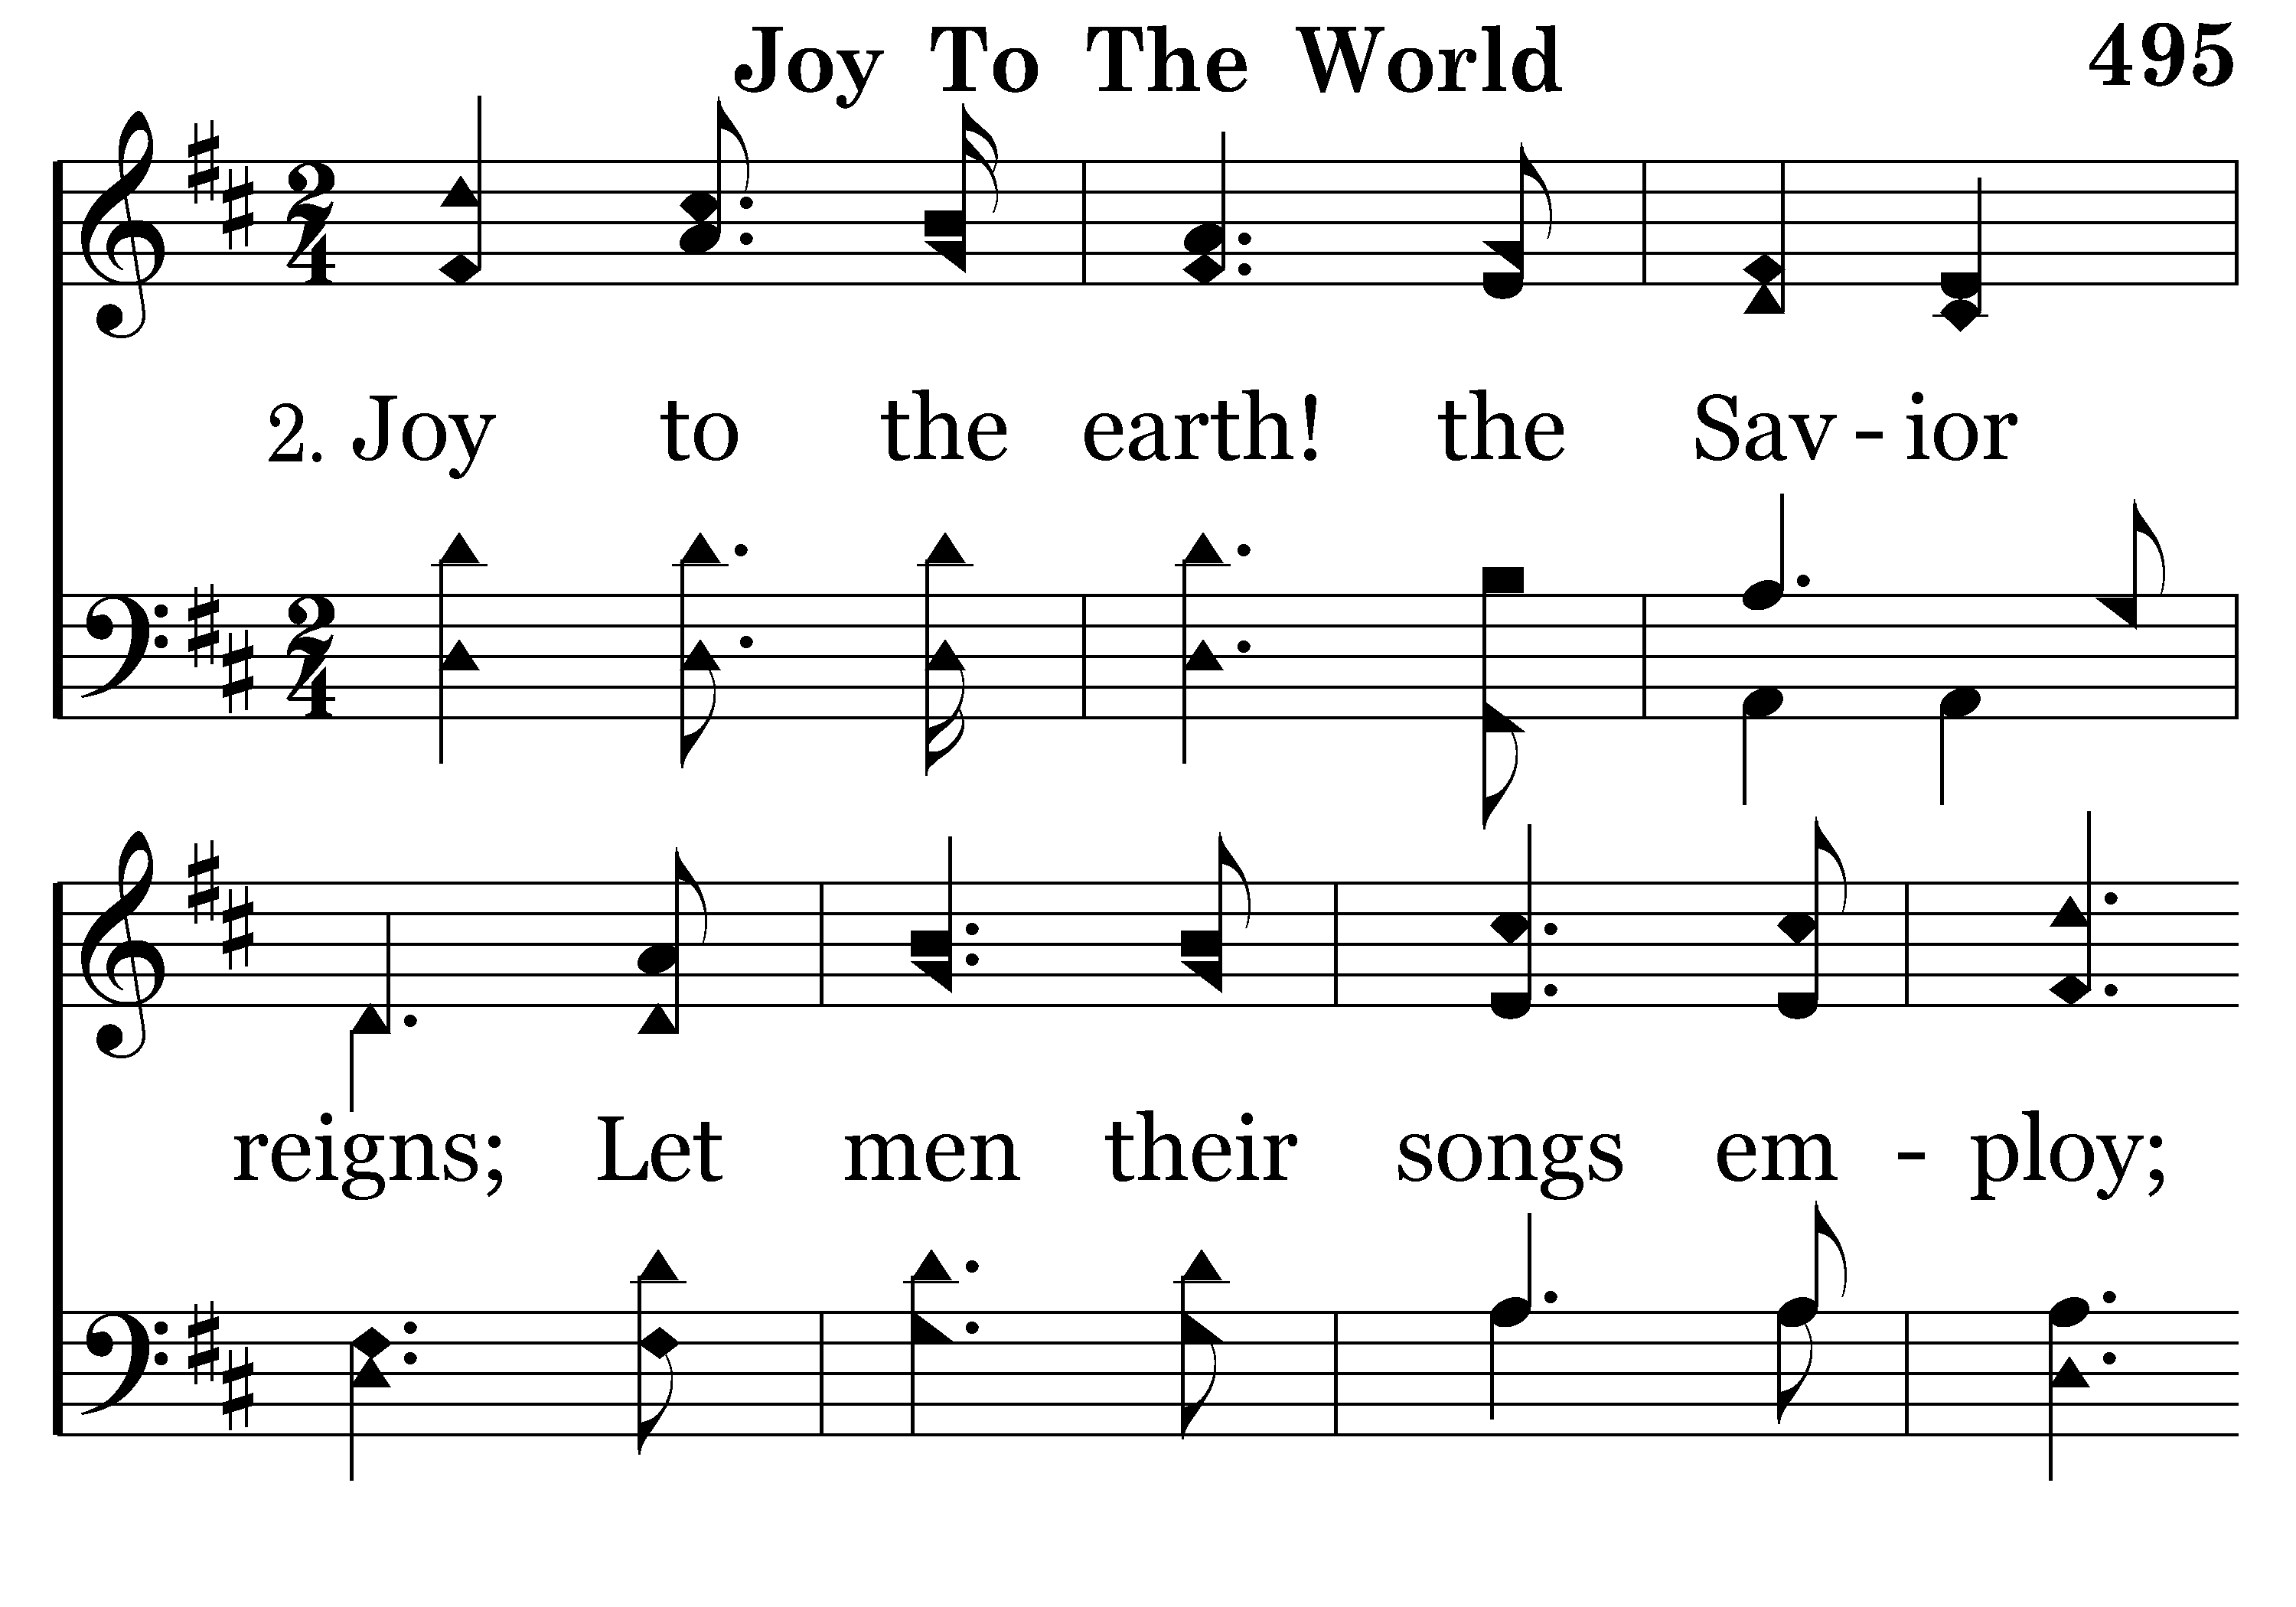 Joy To The World 495
2. Joy to the earth! the Sav - ior
reigns; Let men their songs em - ploy;